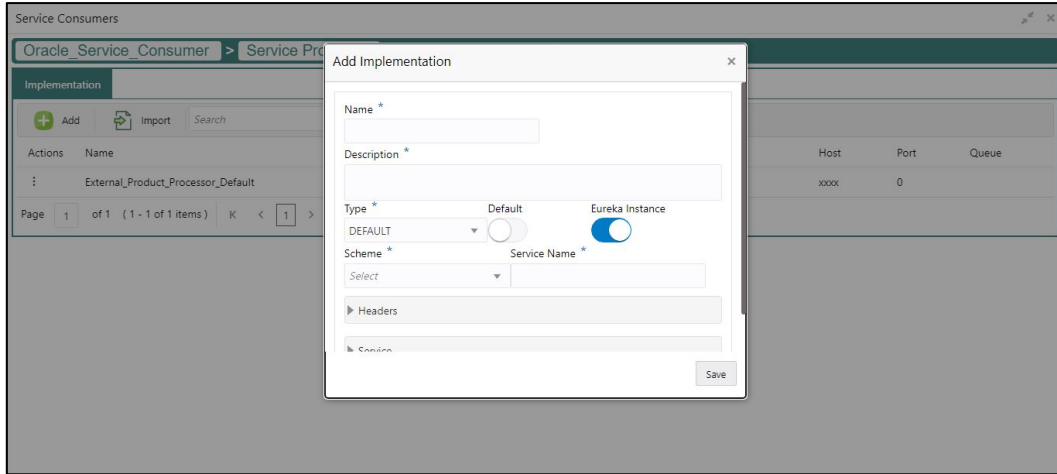 Service Consumers
Oracle_Service_Consumer > Service Pro
Implementation
Add Import Search
Actions Name Host Port Queue
External_Product_Processor_Default xxxx 0
Page 1 of 1 (1 - 1 of 1 items) K < 1 >
Add Implementation ×
Name *
Description *
Type * Default Eureka Instance
DEFAULT
Scheme * Service Name *
Select
Headers
Service
Save